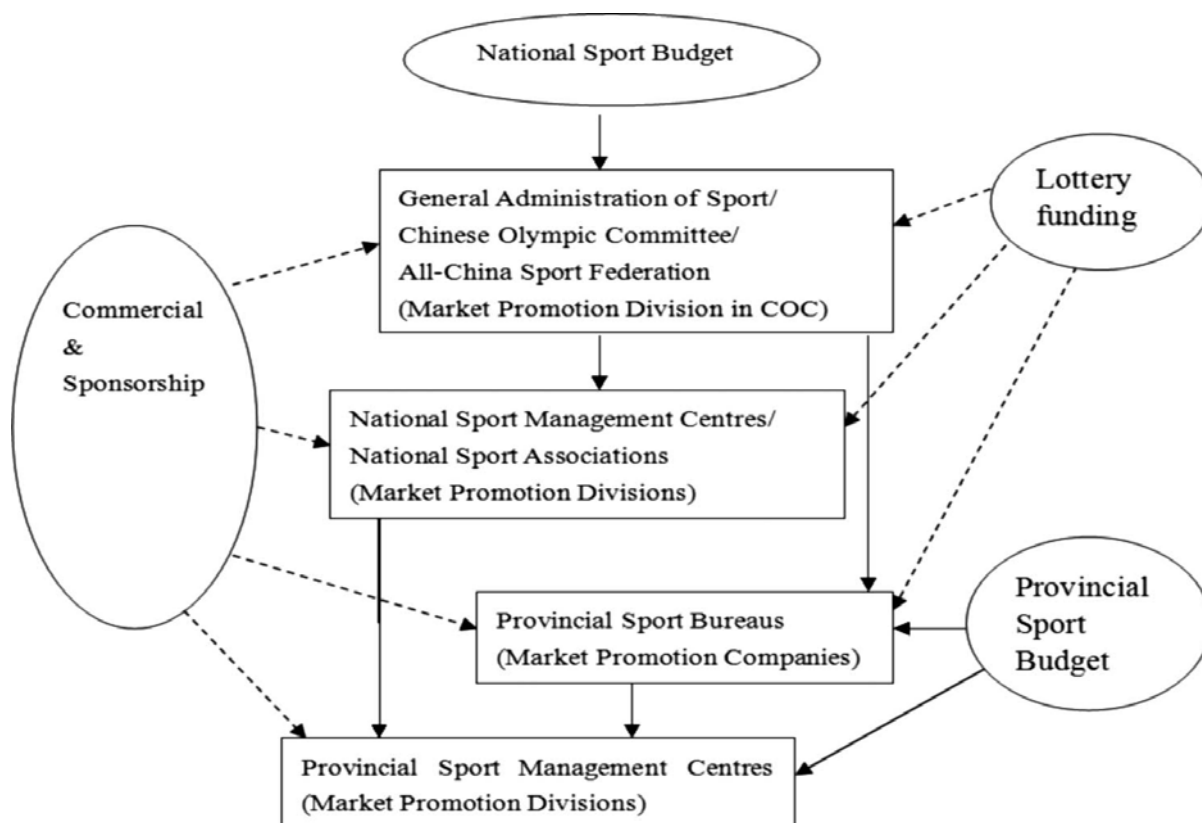 National Sport Budget
General Administration of Sport/
Chinese Olympic Committee/
All-China Sport Federation
(Market Promotion Division in COC)
Lottery
funding
Commercial
&
Sponsorship
National Sport Management Centres/
National Sport Associations
(Market Promotion Divisions)
Provincial Sport Bureaus
(Market Promotion Companies)
Provincial
Sport
Budget
Provincial Sport Management Centres
(Market Promotion Divisions)